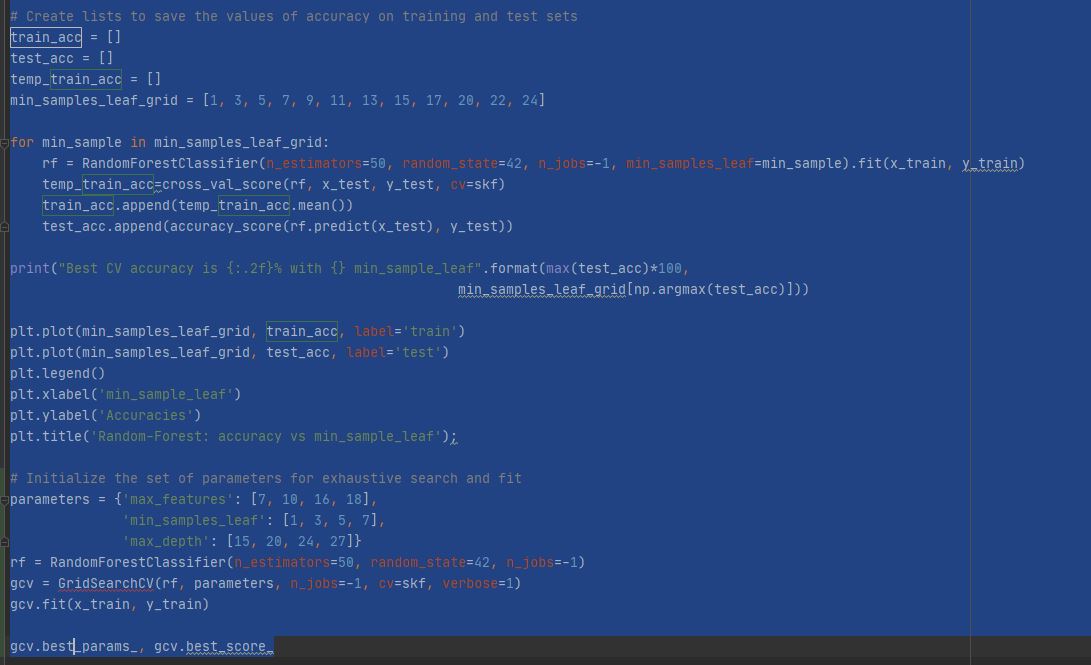 # Create lists to save the values of accuracy on training and test sets
train_acc = []
test_acc = []
temp_train_acc = []
min_samples_leaf_grid = [1, 3, 5, 7, 9, 11, 13, 15, 17, 20, 22, 24]
for min_sample in min_samples_leaf_grid:
    rf = RandomForestClassifier(n_estimators=50, random_state=42, n_jobs=-1, min_samples_leaf=min_sample).fit(x_train, y_train)
    temp_train_acc=cross_val_score(rf, x_test, y_test, cv=skf)
    train_acc.append(temp_train_acc.mean())
    test_acc.append(accuracy_score(rf.predict(x_test), y_test))
print("Best CV accuracy is {:.2f}% with {} min_sample_leaf".format(max(test_acc)*100,
                                                        min_samples_leaf_grid[np.argmax(test_acc)]))
plt.plot(min_samples_leaf_grid, train_acc, label='train')
plt.plot(min_samples_leaf_grid, test_acc, label='test')
plt.legend()
plt.xlabel('min_sample_leaf')
plt.ylabel('Accuracies')
plt.title('Random-Forest: accuracy vs min_sample_leaf');
# Initialize the set of parameters for exhaustive search and fit
parameters = {'max_features': [7, 10, 16, 18],
              'min_samples_leaf': [1, 3, 5, 7],
              'max_depth': [15, 20, 24, 27]}
rf = RandomForestClassifier(n_estimators=50, random_state=42, n_jobs=-1)
gcv = GridSearchCV(rf, parameters, n_jobs=-1, cv=skf, verbose=1)
gcv.fit(x_train, y_train)
gcv.best_params_, gcv.best_score_